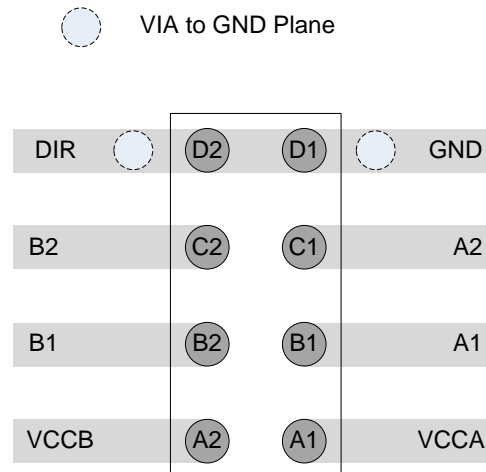 VIA to GND Plane
DIR D2 D1 GND
B2 C2 C1 A2
B1 B2 B1 A1
VCCB A2 A1 VCCA